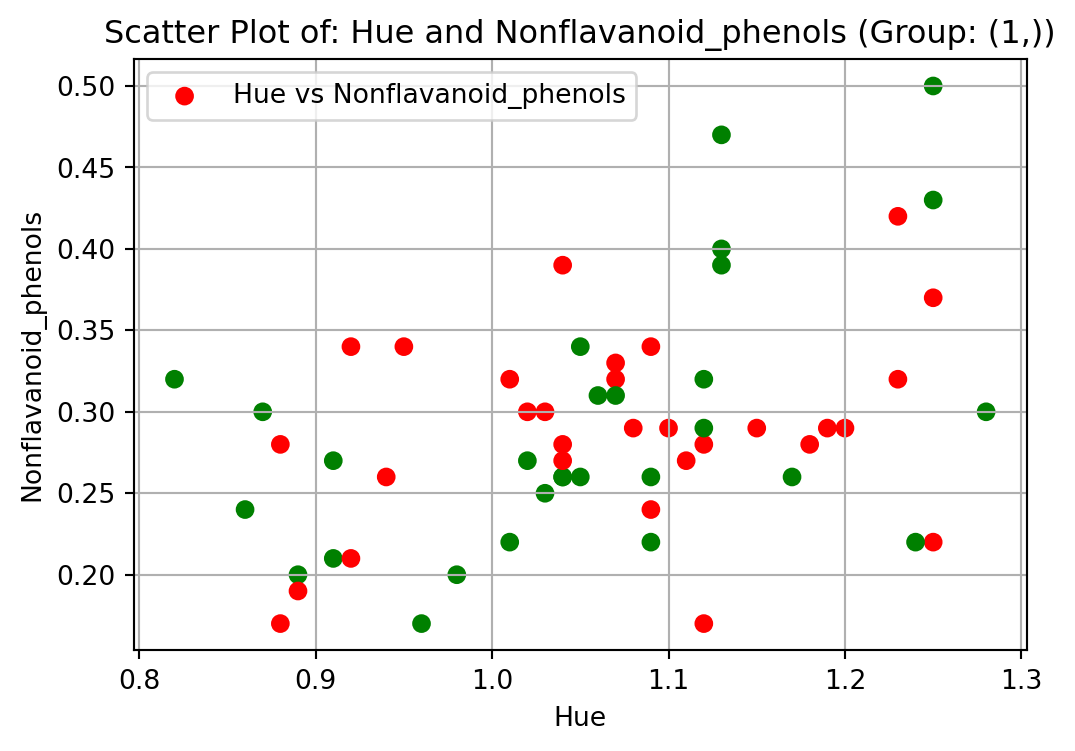 Scatter Plot of: Hue and Nonflavanoid_phenols (Group: (1,))
Hue vs Nonflavanoid_phenols
Nonflavanoid_phenols
0.50
0.45
0.40
0.35
0.30
0.25
0.20
0.8 0.9 1.0 1.1 1.2 1.3
Hue